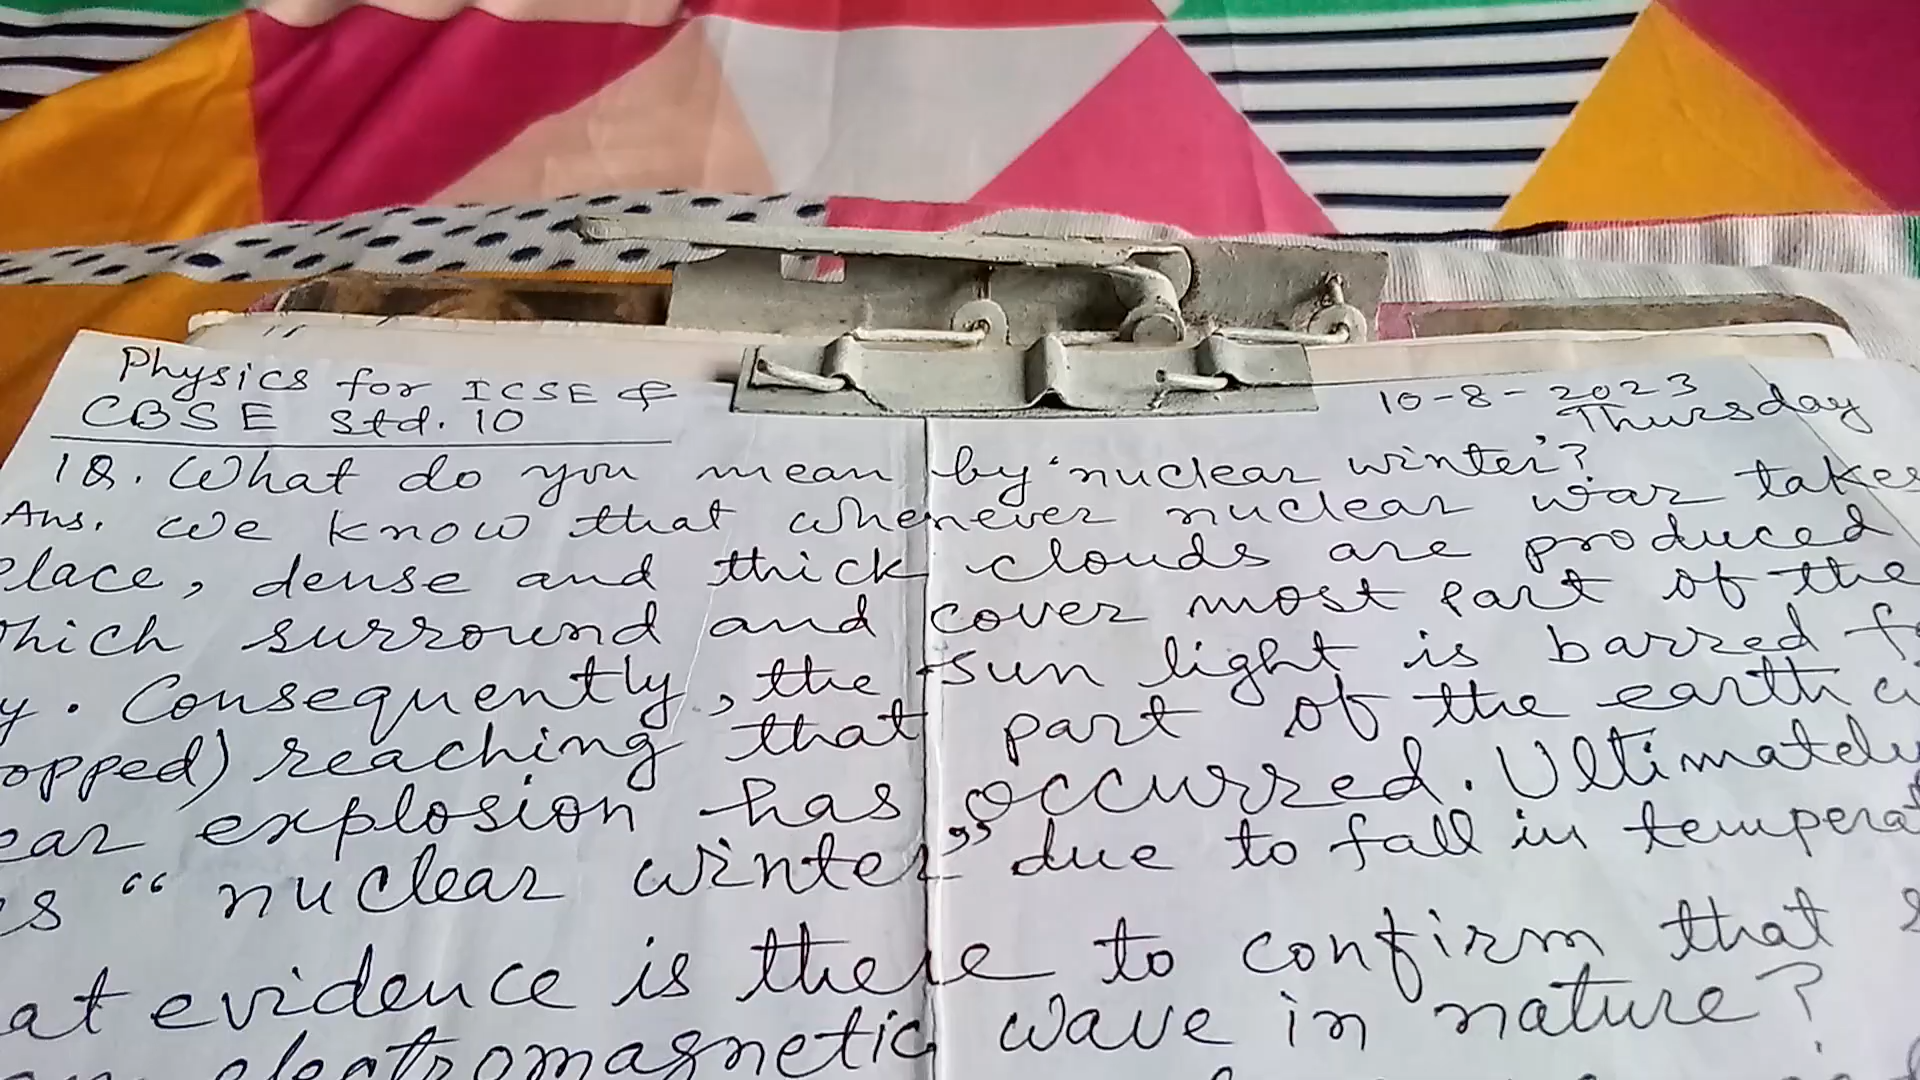 Physics for ICSE &
CBSE Std. 10
10-8-2023
Thursday
18. What do you mean by 'nuclear winter'?
Ans. We know that whenever nuclear war takes
place, dense and thick clouds are produced
which surround and cover most part of the
y. Consequently, the sun light is barred
opped) reaching that part of the earth
ear explosion has occurred. Ultimately
"nuclear winter" due to fall in temperat
at evidence is there to confirm that
electromagnetic wave in nature?